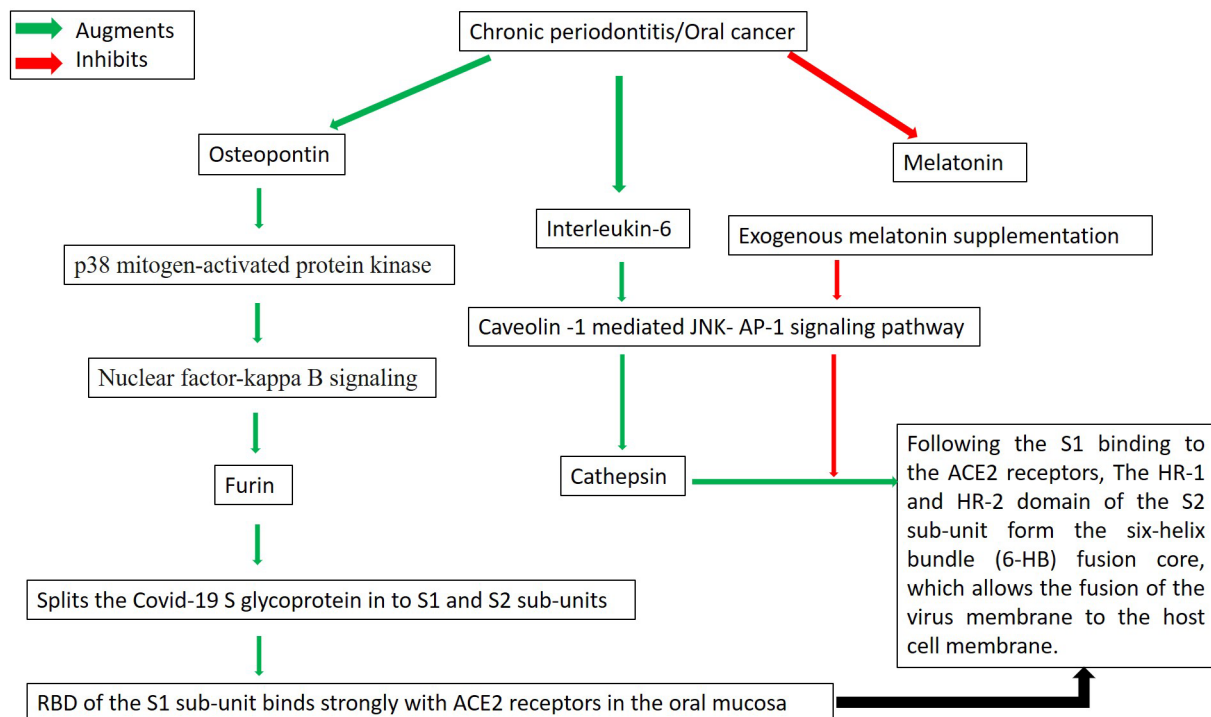 Augments
Inhibits
Chronic periodontitis/Oral cancer
Osteopontin
Melatonin
Interleukin-6
Exogenous melatonin supplementation
p38 mitogen-activated protein kinase
Caveolin -1 mediated JNK- AP-1 signaling pathway
Nuclear factor-kappa B signaling
Furin
Cathepsin
Following the S1 binding to
the ACE2 receptors, The HR-1
and HR-2 domain of the S2
sub-unit form the six-helix
bundle (6-HB) fusion core,
which allows the fusion of the
virus membrane to the host
cell membrane.
Splits the Covid-19 S glycoprotein in to S1 and S2 sub-units
RBD of the S1 sub-unit binds strongly with ACE2 receptors in the oral mucosa